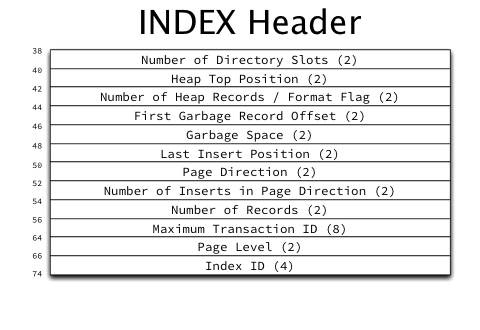 INDEX Header
38
Number of Directory Slots (2)
40
Heap Top Position (2)
42
Number of Heap Records / Format Flag (2)
44
First Garbage Record Offset (2)
46
Garbage Space (2)
48
Last Insert Position (2)
50
Page Direction (2)
52
Number of Inserts in Page Direction (2)
54
Number of Records (2)
56
Maximum Transaction ID (8)
64
Page Level (2)
66
Index ID (4)
74